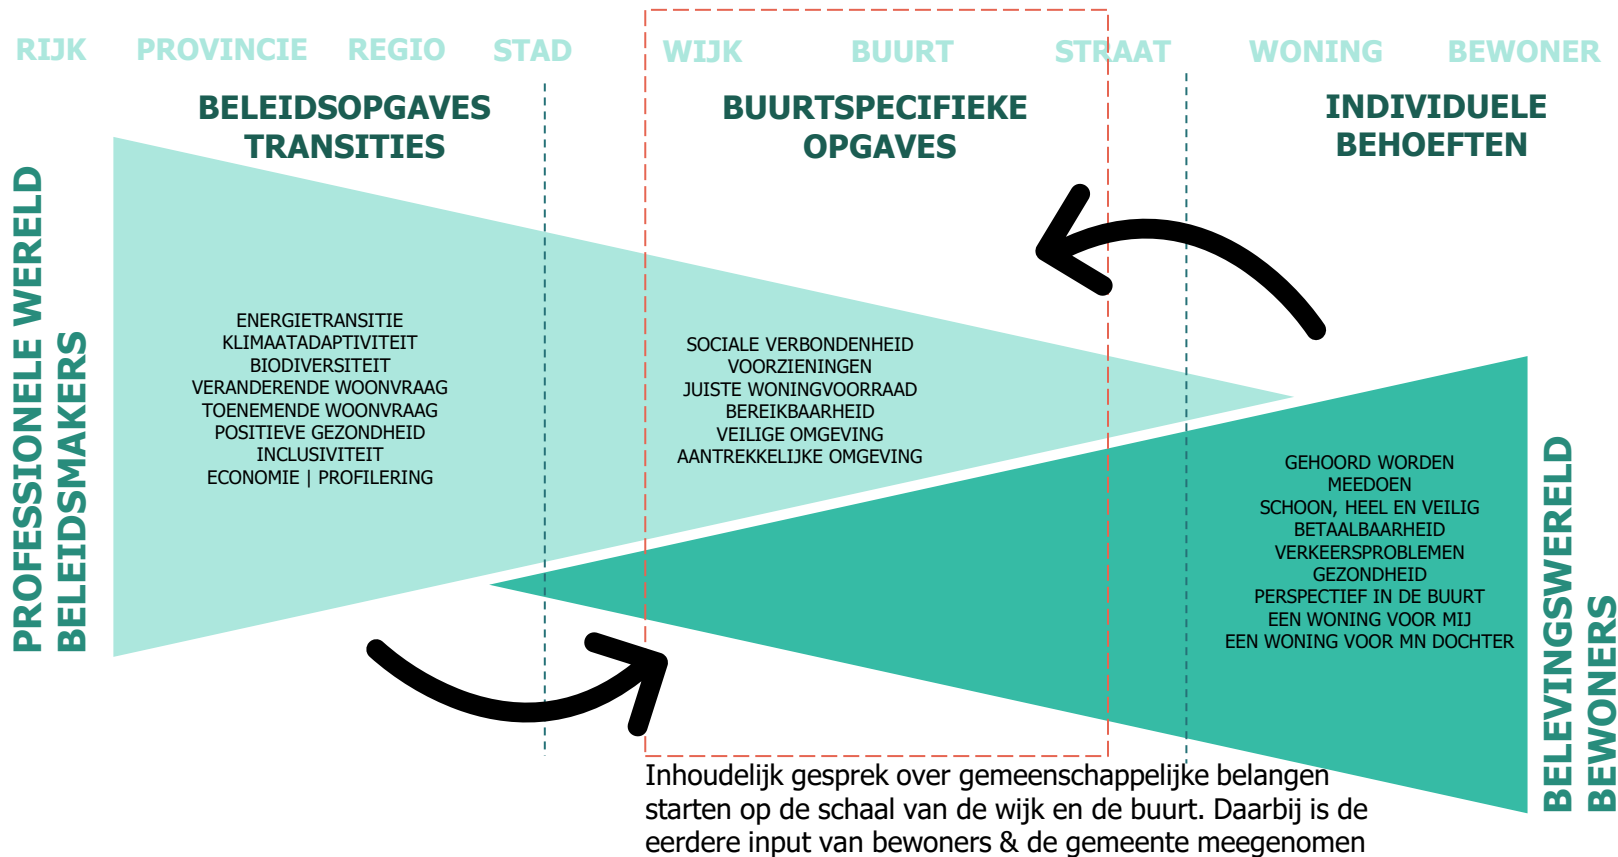 RIJK PROVINCIE REGIO STAD WIJK BUURT STRAAT WONING BEWONER
BELEIDSOPGAVES
TRANSITIES
BUURTSPECIFIEKE
OPGAVES
INDIVIDUELE
BEHOEFTEN
PROFESSIONELE WERELD
BELEIDSMAKERS
ENERGIETRANSITIE
KLIMAATADAPTIVITEIT
BIODIVERSITEIT
VERANDERENDE WOONVRAAG
TOENEMENDE WOONVRAAG
POSITIEVE GEZONDHEID
INCLUSIVITEIT
ECONOMIE | PROFILERING
SOCIALE VERBONDENHEID
VOORZIENINGEN
JUISTE WONINGVOORRAAD
BEREIKBAARHEID
VEILIGE OMGEVING
AANTREKKELIJKE OMGEVING
GEHOORD WORDEN
MEEDOEN
SCHOON, HEEL EN VEILIG
BETAALBAARHEID
VERKEERSPROBLEMEN
GEZONDHEID
PERSPECTIEF IN DE BUURT
EEN WONING VOOR MIJ
EEN WONING VOOR MN DOCHTER
BELEVINGSWERELD
BEWONERS
Inhoudelijk gesprek over gemeenschappelijke belangen
starten op de schaal van de wijk en de buurt. Daarbij is de
eerdere input van bewoners & de gemeente meegenomen